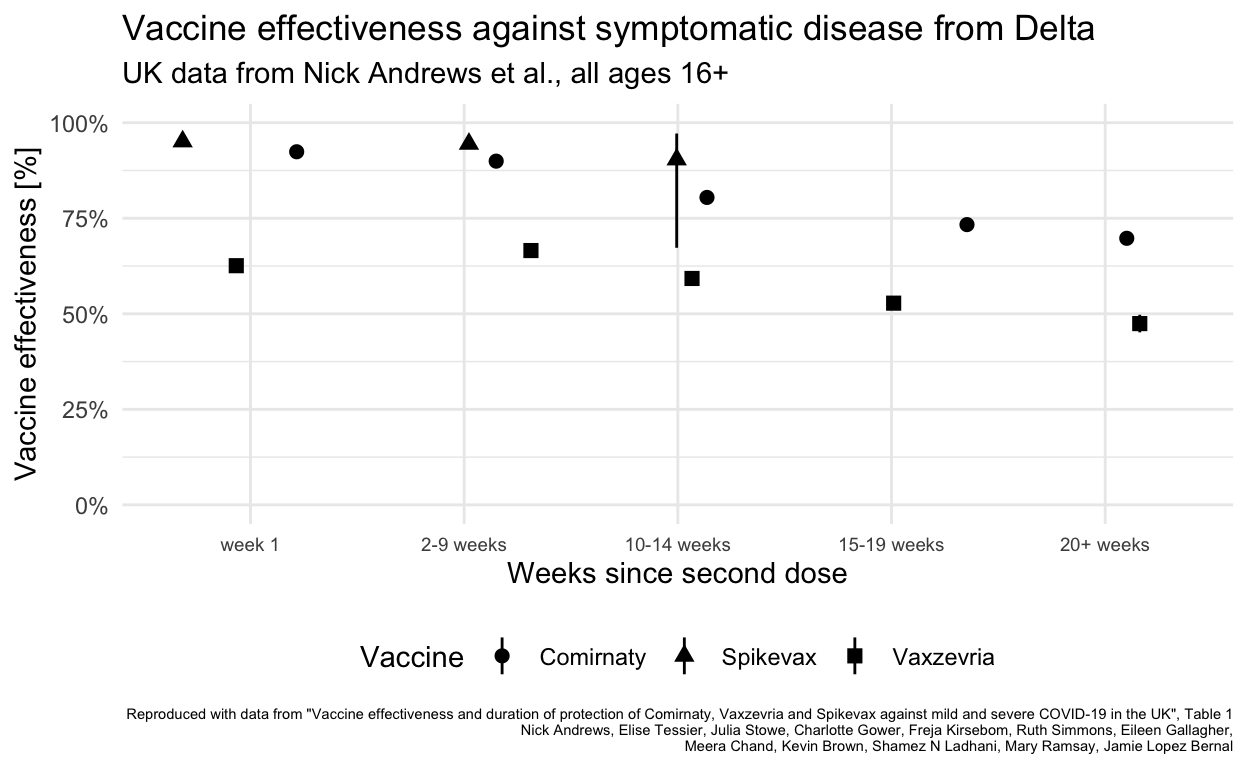 Vaccine effectiveness against symptomatic disease from Delta
UK data from Nick Andrews et al., all ages 16+
Vaccine effectiveness [%]
100%
75%
50%
25%
0%
week 1
2-9 weeks
10-14 weeks
15-19 weeks
20+ weeks
Weeks since second dose
Vaccine
Comirnaty
Spikevax
Vaxzevria
Reproduced with data from "Vaccine effectiveness and duration of protection of Comirnaty, Vaxzevria and Spikevax against mild and severe COVID-19 in the UK", Table 1
Nick Andrews, Elise Tessier, Julia Stowe, Charlotte Gower, Freja Kirsebom, Ruth Simmons, Eileen Gallagher,
Meera Chand, Kevin Brown, Shamez N Ladhani, Mary Ramsay, Jamie Lopez Bernal